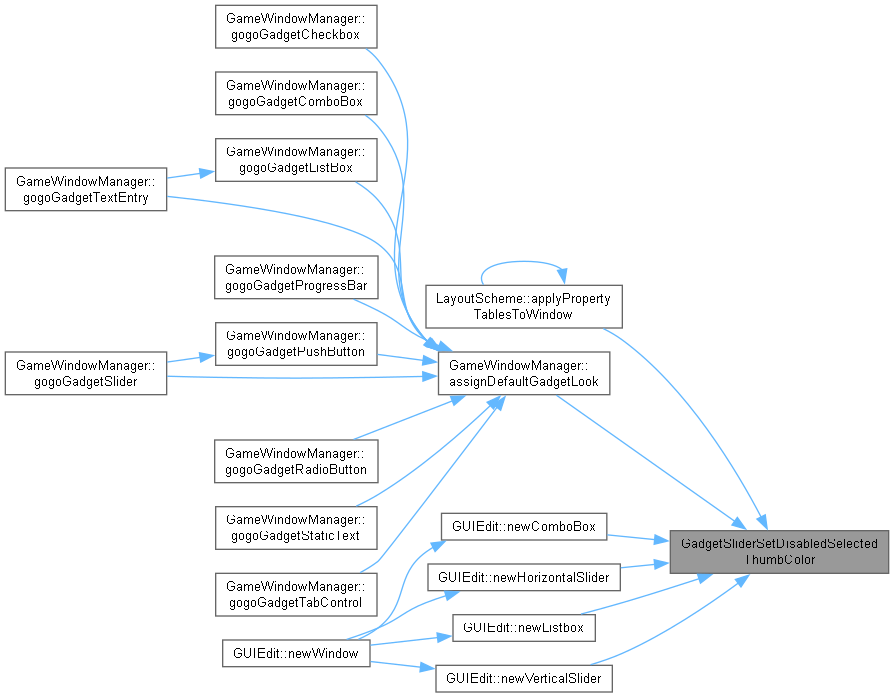 GameWindowManager::
gogoGadgetCheckbox
GameWindowManager::
gogoGadgetComboBox
GameWindowManager::
gogoGadgetListBox
GameWindowManager::
gogoGadgetTextEntry
GameWindowManager::
gogoGadgetProgressBar
LayoutScheme::applyProperty
TablesToWindow
GameWindowManager::
gogoGadgetPushButton
GameWindowManager::
gogoGadgetSlider
GameWindowManager::
assignDefaultGadgetLook
GameWindowManager::
gogoGadgetRadioButton
GameWindowManager::
gogoGadgetStaticText
GUIEdit::newComboBox
GadgetSliderSetDisabledSelected
ThumbColor
GameWindowManager::
gogoGadgetTabControl
GUIEdit::newHorizontalSlider
GUIEdit::newListbox
GUIEdit::newWindow
GUIEdit::newVerticalSlider